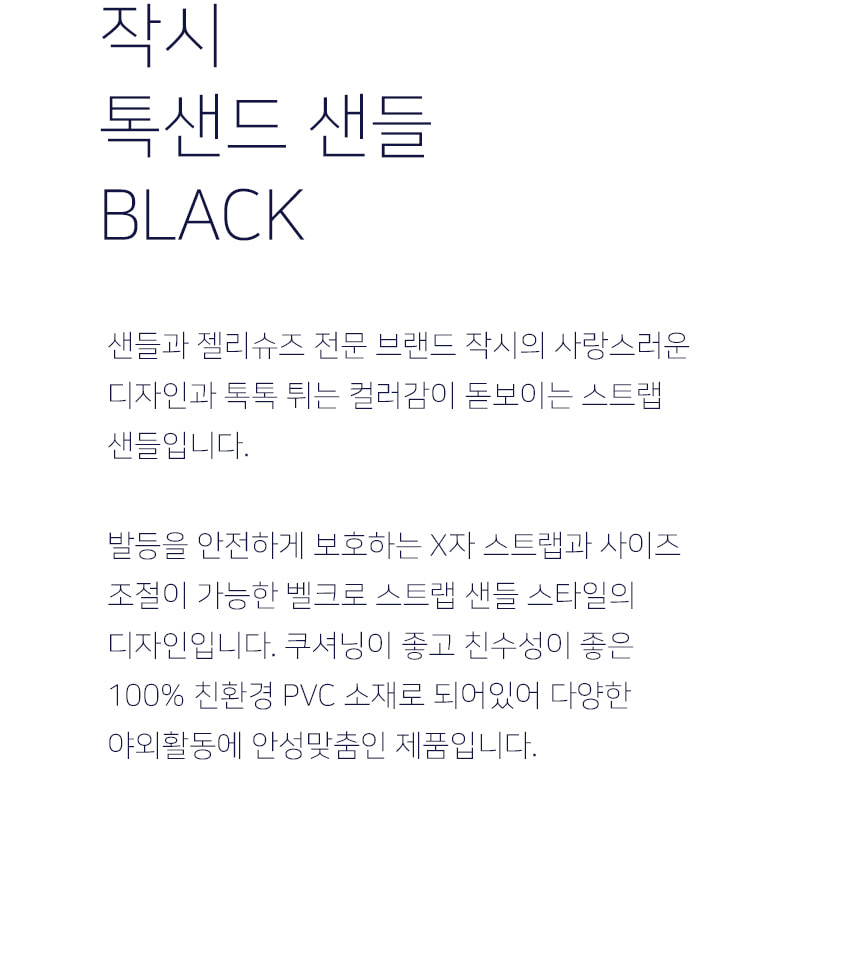 작시
톡샌드 샌들
BLACK
샌들과 젤리슈즈 전문 브랜드 작시의 사랑스러운
디자인과 톡톡 튀는 컬러감이 돋보이는 스트랩
샌들입니다.
발등을 안전하게 보호하는 X자 스트랩과 사이즈
조절이 가능한 벨크로 스트랩 샌들 스타일의
디자인입니다. 쿠셔닝이 좋고 친수성이 좋은
100% 친환경 PVC 소재로 되어있어 다양한
야외활동에 안성맞춤인 제품입니다.